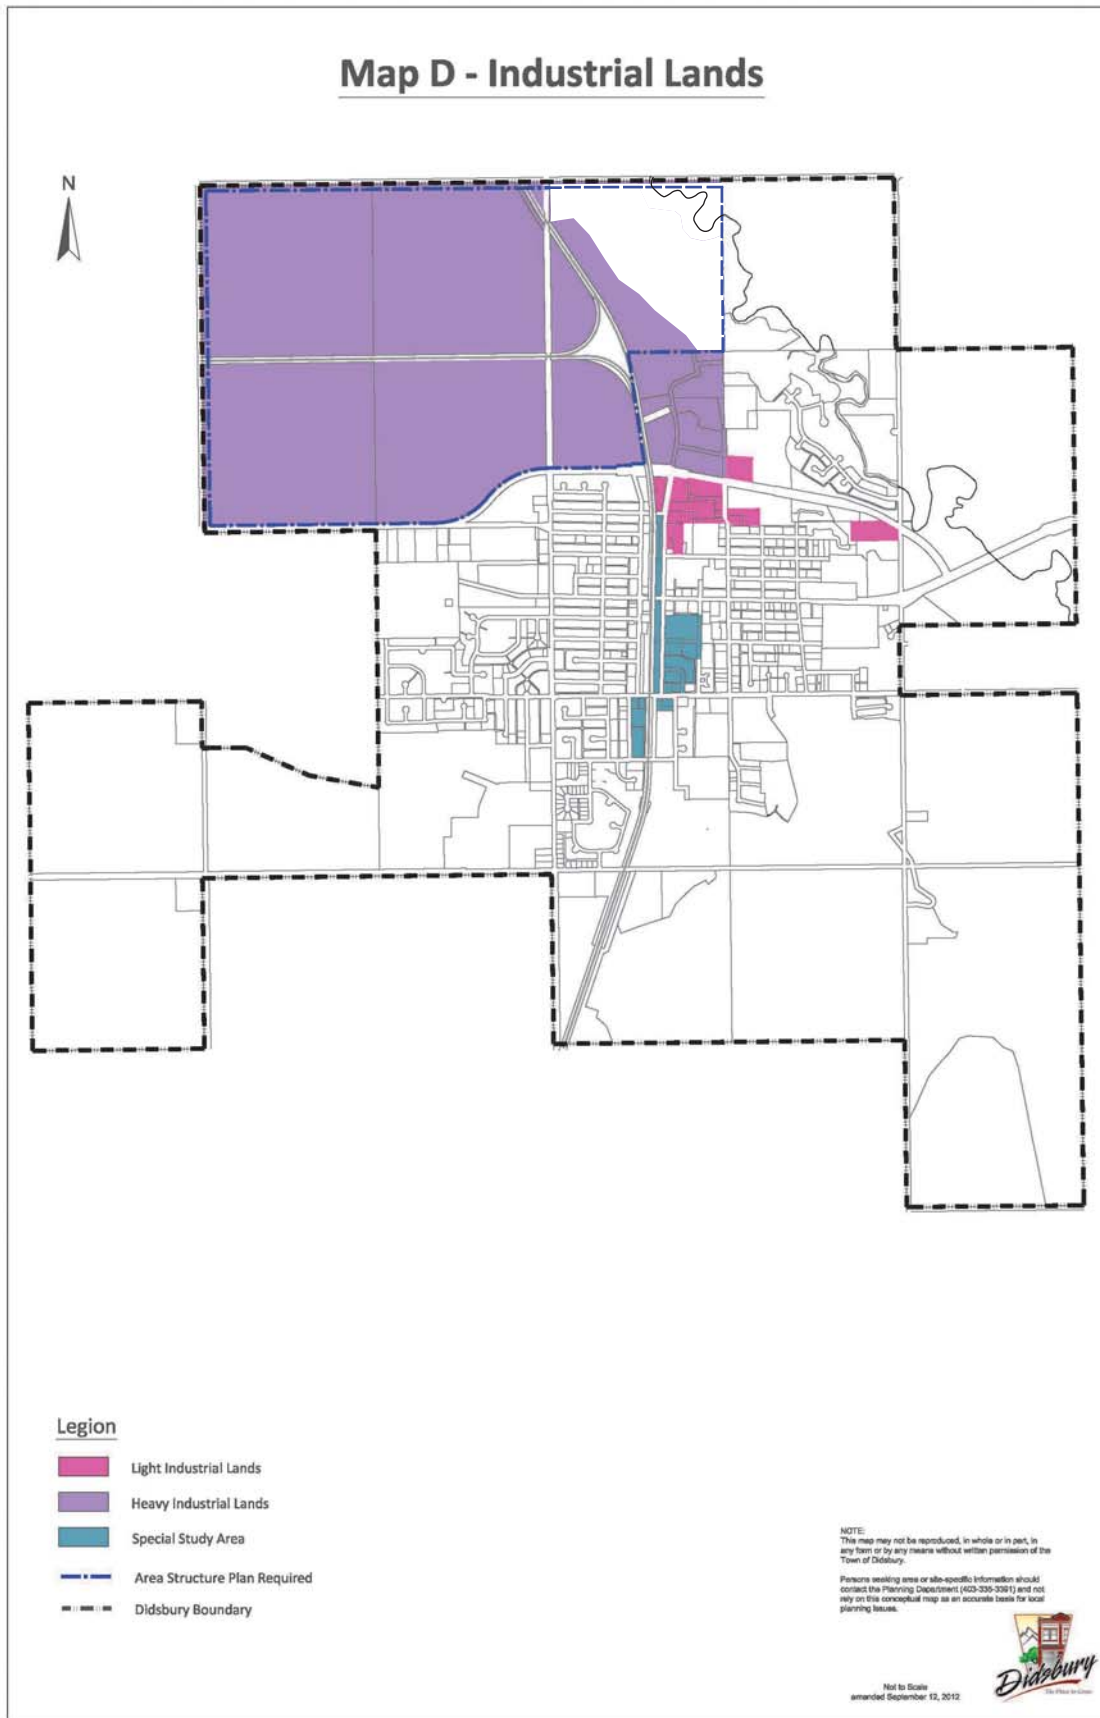 Map D - Industrial Lands
N
Legion
Light Industrial Lands
Heavy Industrial Lands
Special Study Area
Area Structure Plan Required
Didsbury Boundary
NOTE:
This map may not be reproduced, in whole or in part, in
any form or by any means without written permission of the
Town of Didsbury.
Persons seeking area or site-specific information should
contact the Planning Department (403-335-3391) and not
rely on this conceptual map as an accurate basis for local
planning issues.
Didsbury
Not to Scale
amended September 12, 2012